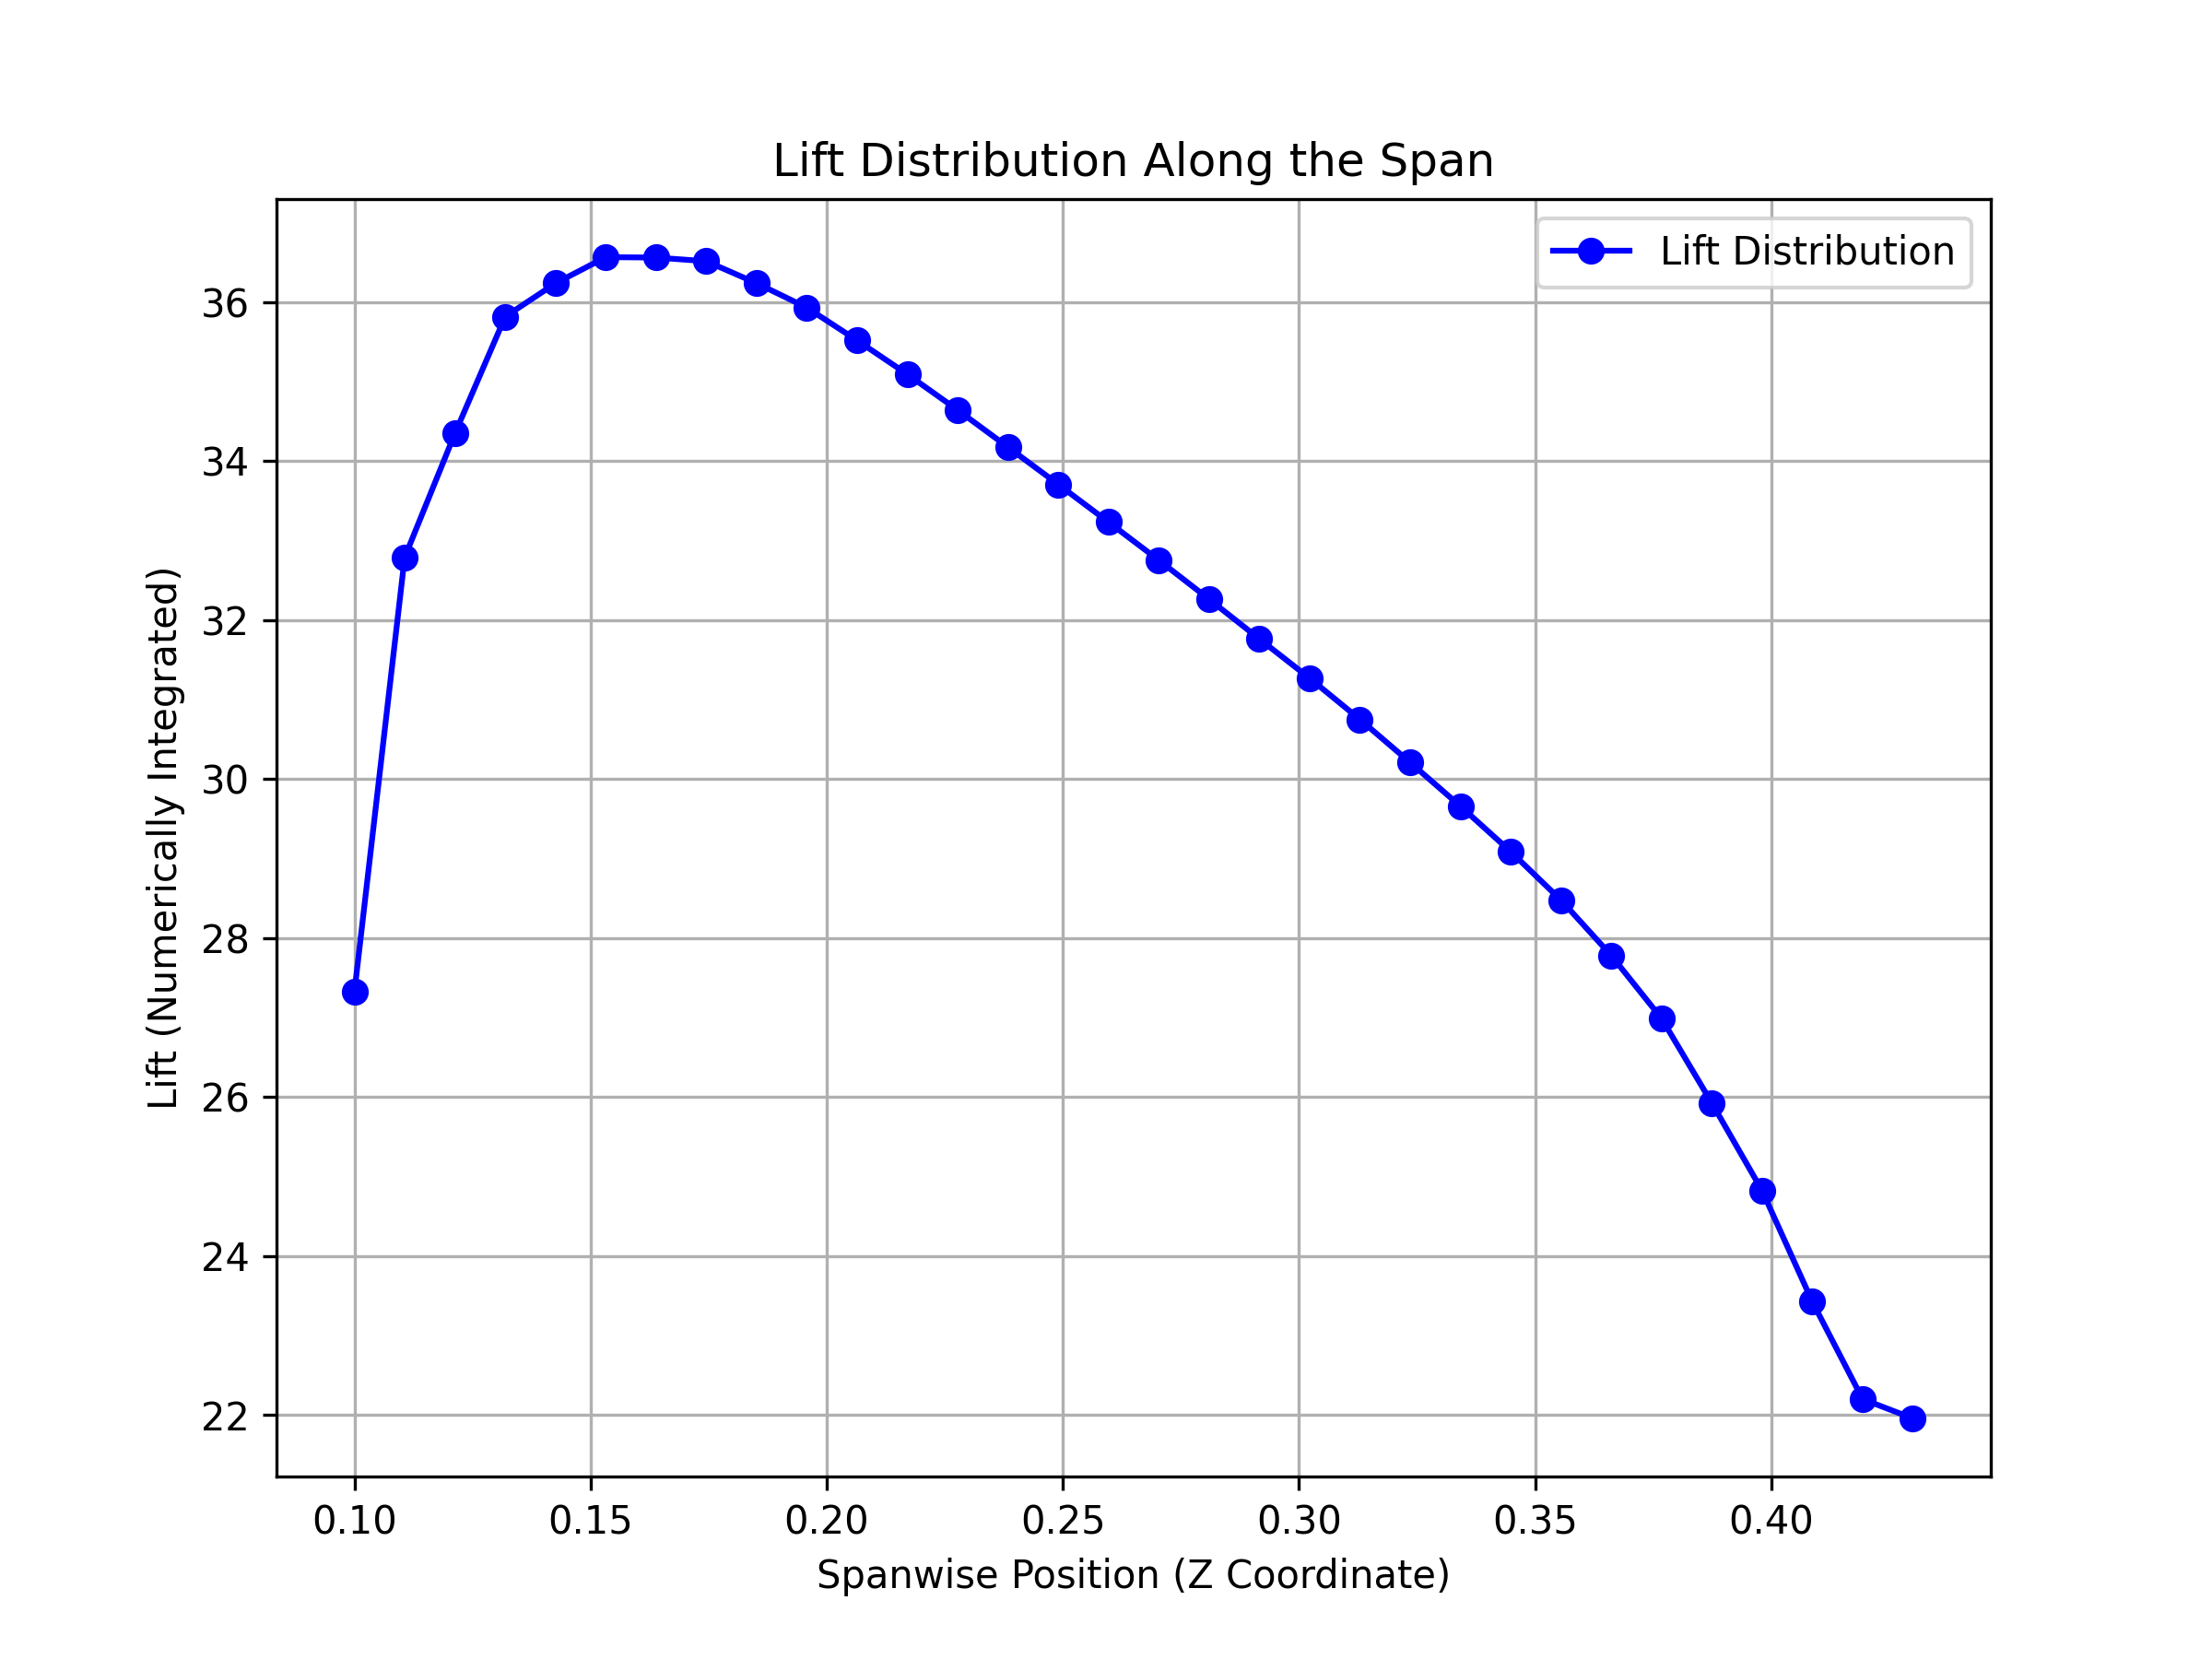 Lift Distribution Along the Span
Lift Distribution
Lift (Numerically Integrated)
36
34
32
30
28
26
24
22
0.10 0.15 0.20 0.25 0.30 0.35 0.40
Spanwise Position (Z Coordinate)